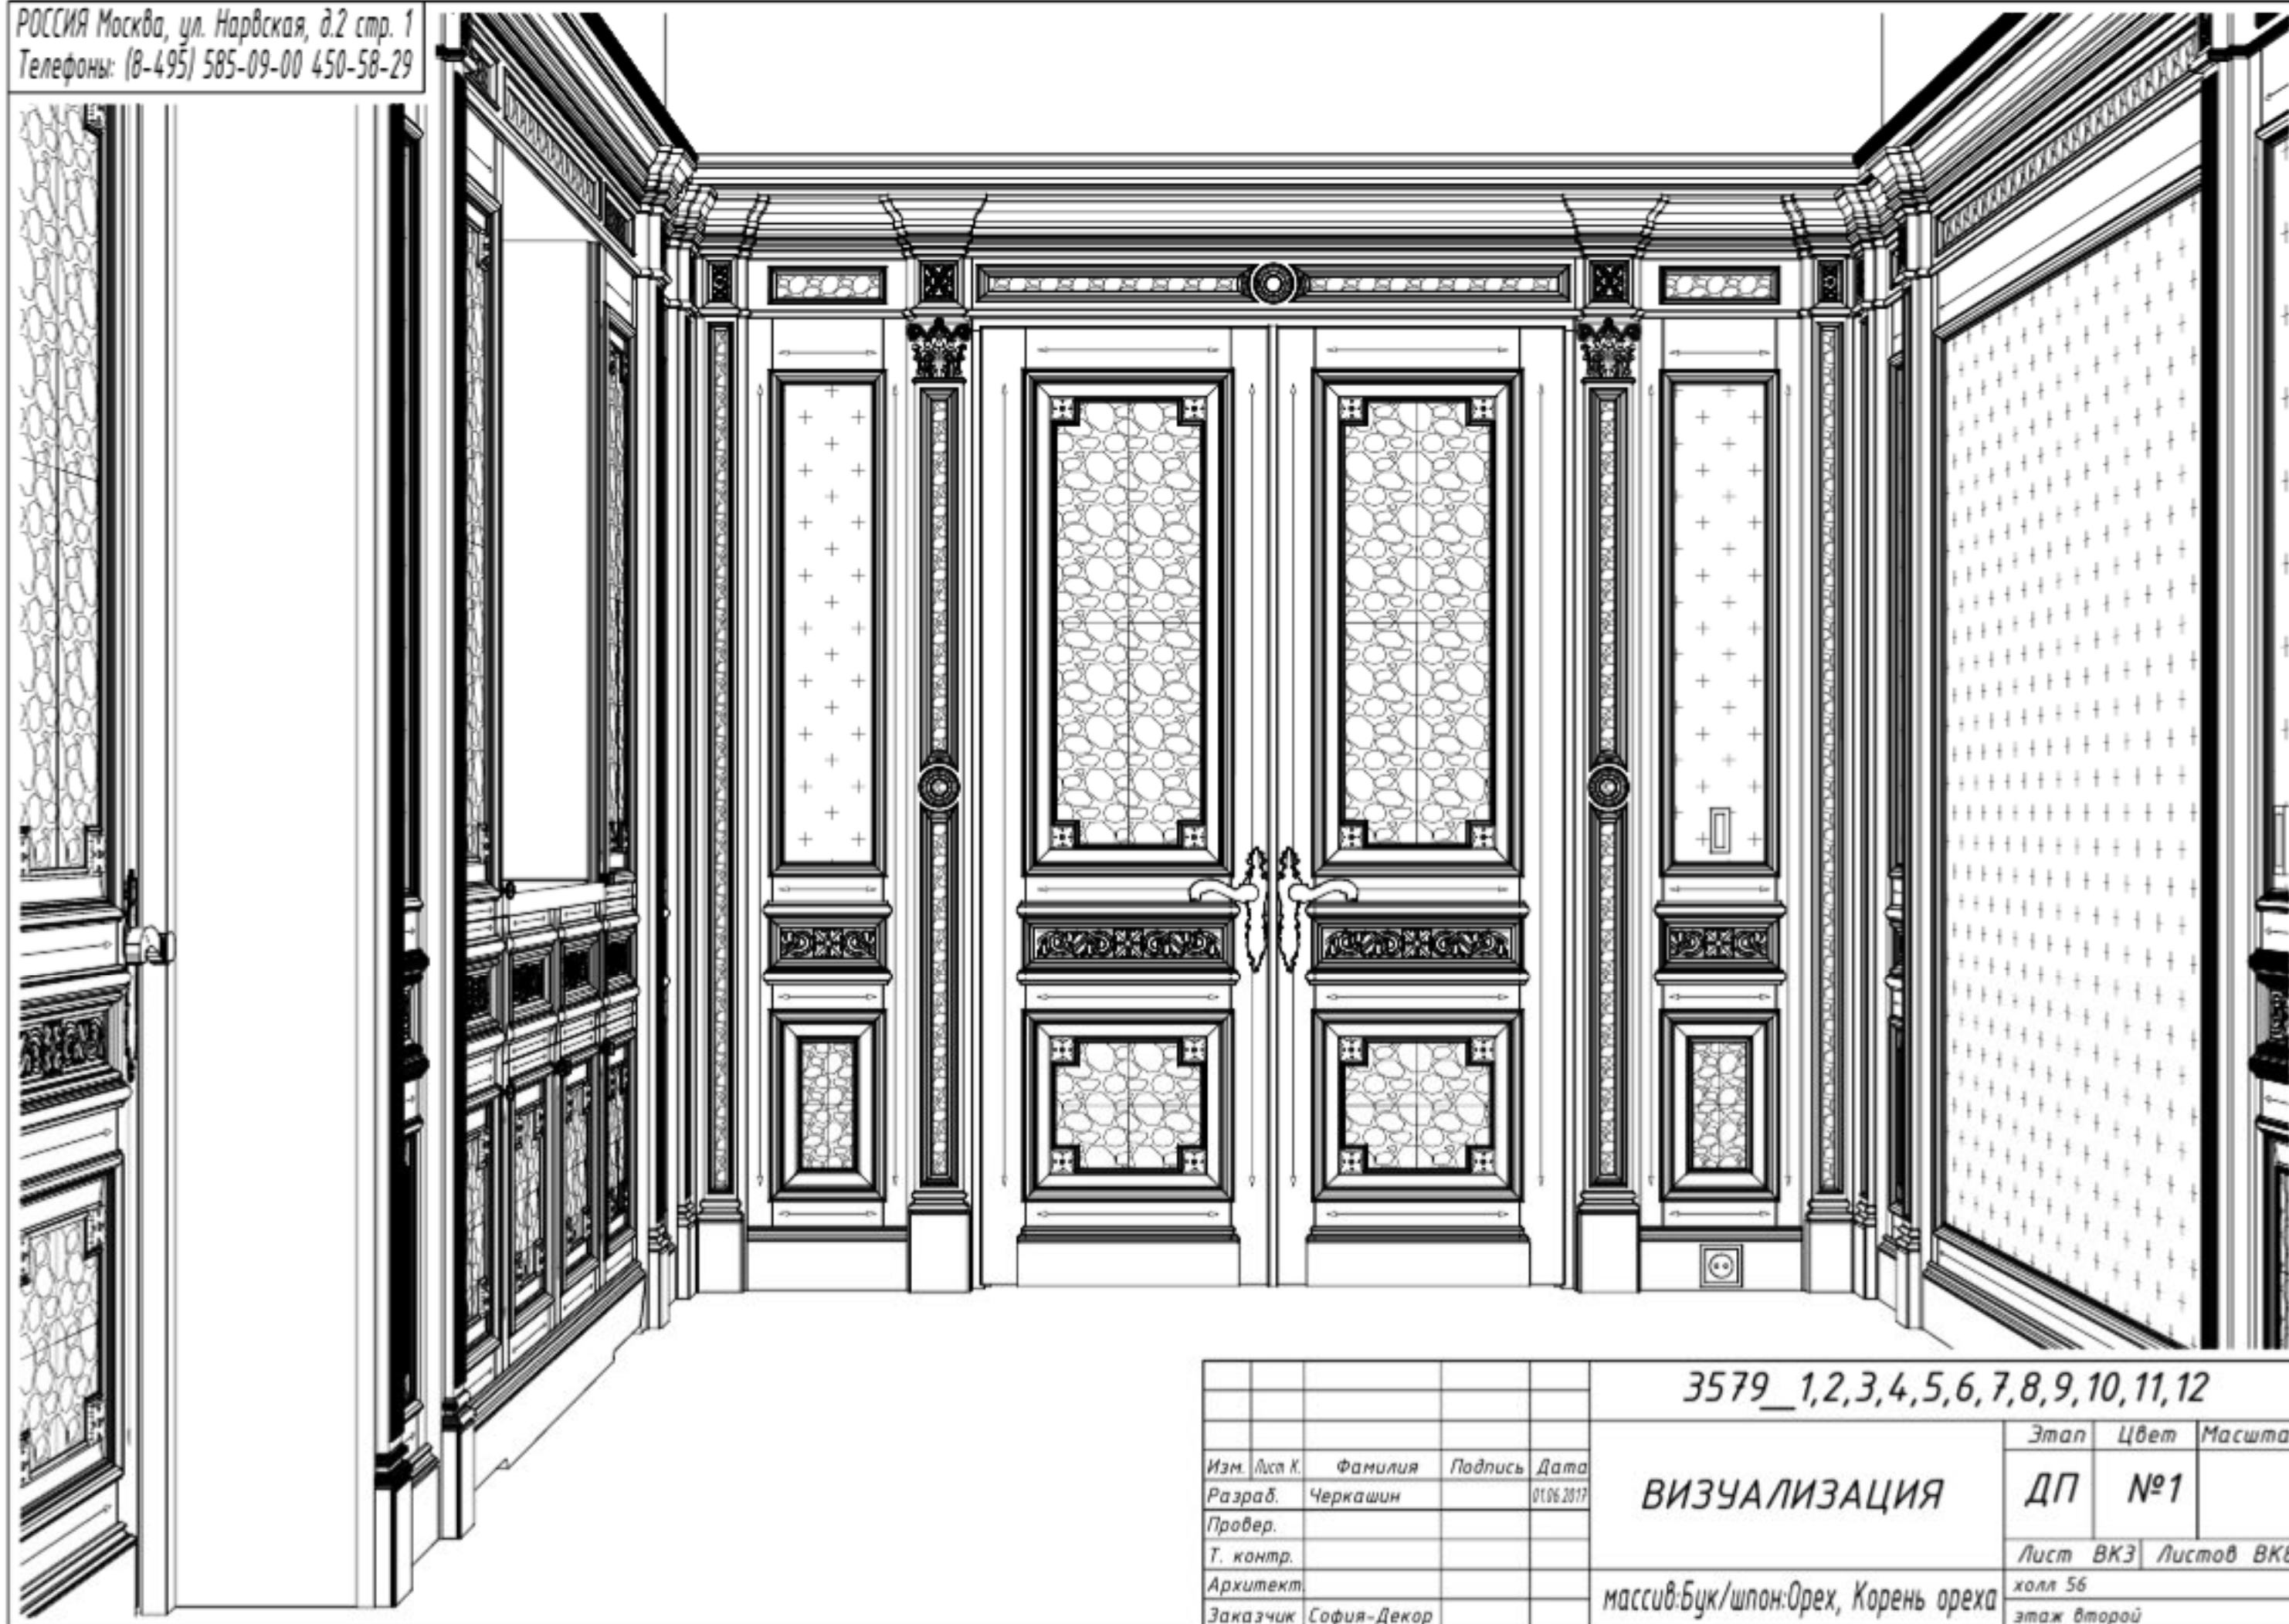 РОССИЯ Москва, ул. Нарвская, д.2 стр. 1
Телефоны: (8-495) 585-09-00 450-58-29
3579__1,2,3,4,5,6,7,8,9,10,11,12
Изм. Лист К. Фамилия Подпись Дата
Разраб. Черкашин 01.06.2017
Провер.
Т. контр.
Архитект.
Заказчик София-Декор
ВИЗУАЛИЗАЦИЯ
массив:Бук/шпон:Орех, Корень ореха
Этап Цвет Масшта
ДП №1
Лист ВК3 Листов
холл 56
этаж второй